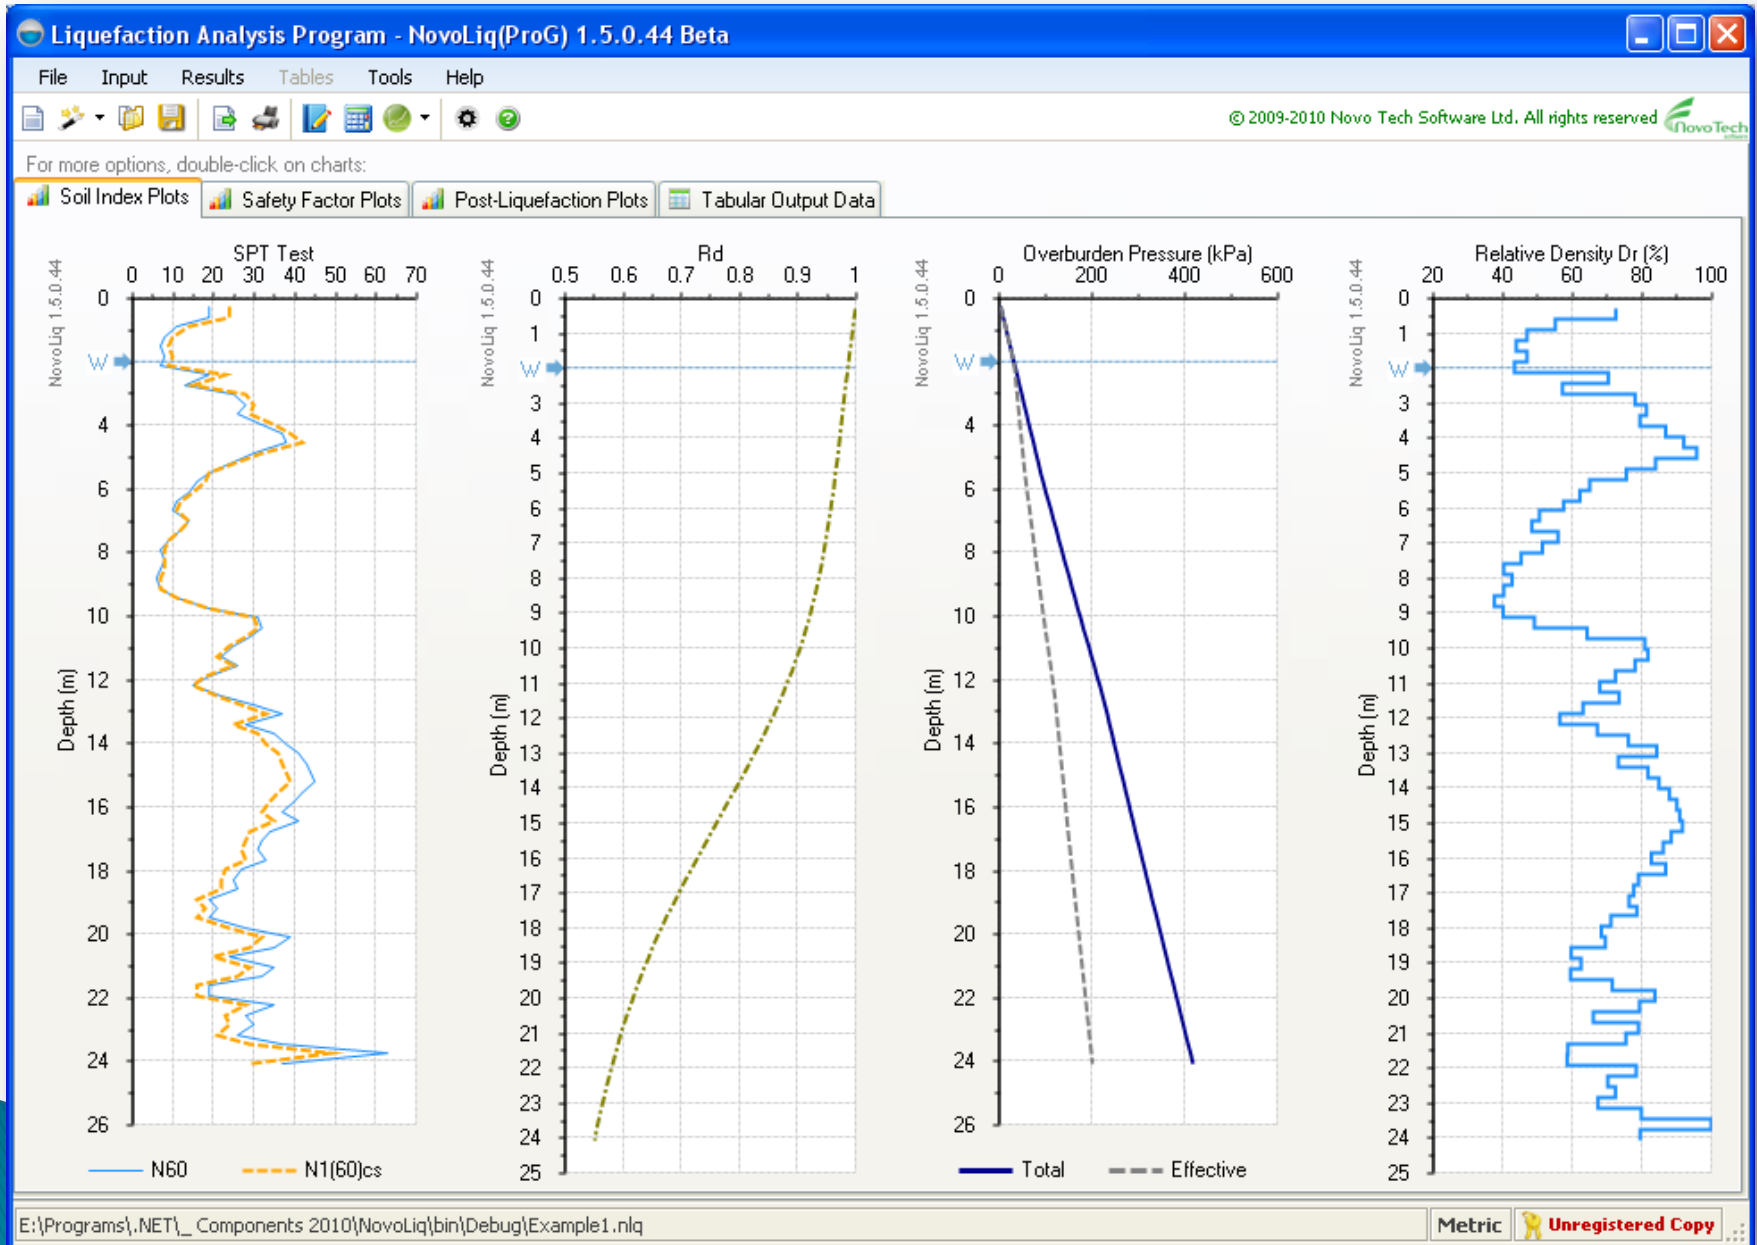 Liquefaction Analysis Program - NovoLiq(ProG) 1.5.0.44 Beta
File Input Results Tables Tools Help
© 2009-2010 Novo Tech Software Ltd. All rights reserved
NovoTech
software
For more options, double-click on charts:
Soil Index Plots Safety Factor Plots Post-Liquefaction Plots Tabular Output Data
SPT Test
0 10 20 30 40 50 60 70
NovoLiq 1.5.0.44
W
Depth (m)
0
4
6
8
10
12
14
16
18
20
22
24
26
N60 N1(60)cs
Rd
0.5 0.6 0.7 0.8 0.9 1
NovoLiq 1.5.0.44
W
Depth (m)
0
1
3
4
5
6
7
8
9
10
11
12
13
14
15
16
17
18
19
20
21
22
23
24
25
Overburden Pressure (kPa)
0 200 400 600
NovoLiq 1.5.0.44
W
Depth (m)
0
4
6
8
10
12
14
16
18
20
22
24
26
Total Effective
Relative Density Dr (%)
20 40 60 80 100
NovoLiq 1.5.0.44
W
Depth (m)
0
1
3
4
5
6
7
8
9
10
11
12
13
14
15
16
17
18
19
20
21
22
23
24
25
E:\Programs\.NET\_ Components 2010\NovoLiq\bin\Debug\Example1.nlq
Metric Unregistered Copy